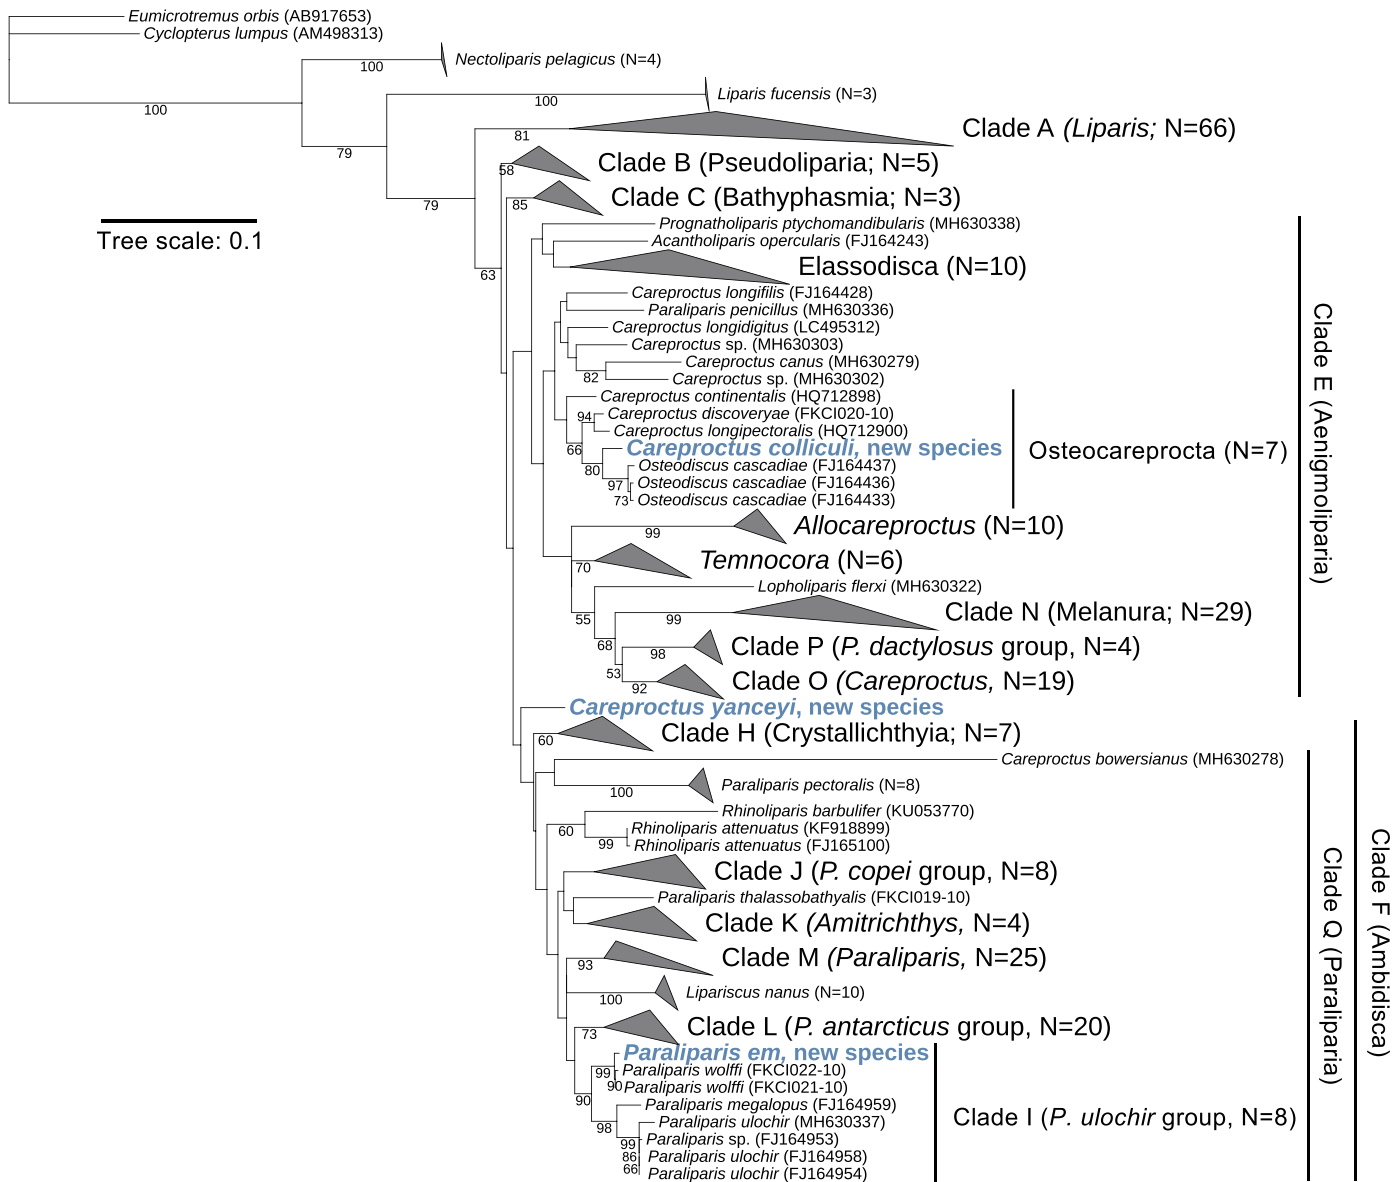 Eumicrotremus orbis (AB917653)
Cyclopterus lumpus (AM498313)
100
Nectoliparis pelagicus (N=4)
100
79
100
Liparis fucensis (N=3)
81
Clade A (Liparis; N=66)
79
58
Clade B (Pseudoliparia; N=5)
85
Clade C (Bathyphasmia; N=3)
Tree scale: 0.1
63
Prognatholiparis ptychomandibularis (MH630338)
Acantholiparis opercularis (FJ164243)
Elassodisca (N=10)
Careproctus longifilis (FJ164428)
Paraliparis penicillus (MH630336)
Careproctus longidigitus (LC495312)
Careproctus sp. (MH630303)
Careproctus canus (MH630279)
82
Careproctus sp. (MH630302)
Careproctus continentalis (HQ712898)
94
Careproctus discoveryae (FKCI020-10)
Careproctus longipectoralis (HQ712900)
66
Careproctus colliculi, new species
80
Osteodiscus cascadiae (FJ164437)
97
Osteodiscus cascadiae (FJ164436)
73
Osteodiscus cascadiae (FJ164433)
Osteocareprocta (N=7)
Clade E (Aenigmoliparia)
99
Allocareproctus (N=10)
70
Temnocora (N=6)
Lopholiparis flerxi (MH630322)
55
99
Clade N (Melanura; N=29)
68
98
Clade P (P. dactylosus group, N=4)
53
92
Clade O (Careproctus, N=19)
Careproctus yanceyi, new species
60
Clade H (Crystallichthyia; N=7)
Careproctus bowersianus (MH630278)
100
Paraliparis pectoralis (N=8)
Rhinoliparis barbulifer (KU053770)
60
Rhinoliparis attenuatus (KF918899)
99
Rhinoliparis attenuatus (FJ165100)
Clade J (P. copei group, N=8)
Paraliparis thalassobathyalis (FKCI019-10)
Clade K (Amitrichthys, N=4)
93
Clade M (Paraliparis, N=25)
100
Lipariscus nanus (N=10)
73
Clade L (P. antarcticus group, N=20)
Paraliparis em, new species
99
Paraliparis wolffi (FKCI022-10)
90
Paraliparis wolffi (FKCI021-10)
90
Paraliparis megalopus (FJ164959)
98
Paraliparis ulochir (MH630337)
99
Paraliparis sp. (FJ164953)
86
Paraliparis ulochir (FJ164958)
66
Paraliparis ulochir (FJ164954)
Clade I (P. ulochir group, N=8)
Clade Q (Paraliparia)
Clade F (Ambidisca)